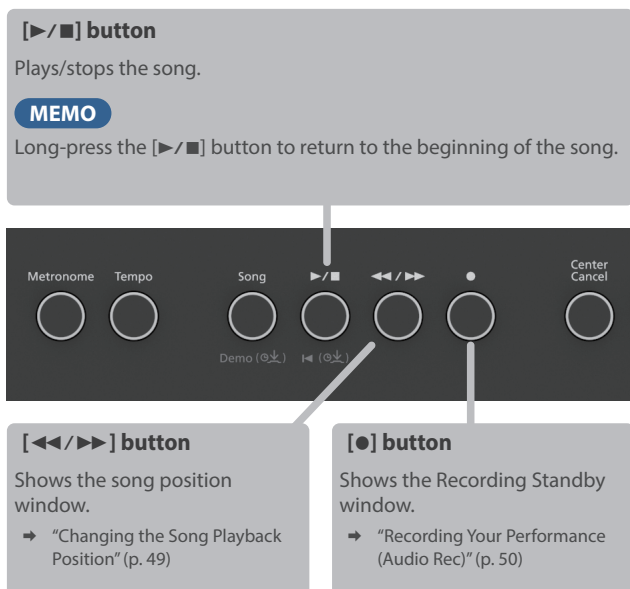 [►/■] button
Plays/stops the song.
MEMO
Long-press the [►/■] button to return to the beginning of the song.
Metronome Tempo Song ►/■ ◄◄ / ►► ● Center
Cancel
Demo ( ) I◄ ( )
[◄◄/►►] button
Shows the song position
window.
➡ “Changing the Song Playback
Position” (p. 49)
[●] button
Shows the Recording Standby
window.
➡ “Recording Your Performance
(Audio Rec)” (p. 50)